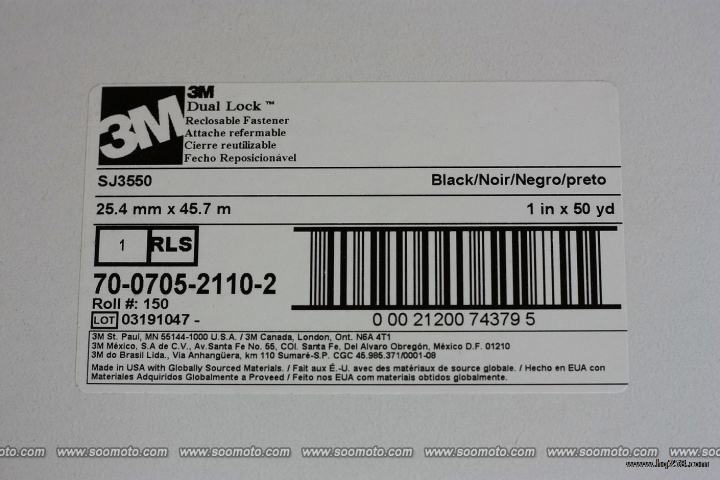 3M
3M
Dual Lock™
Reclosable Fastener
Attache refermable
Cierre reutilizable
Fecho Reposicionável
SJ3550 Black/Noir/Negro/preto
25.4 mm x 45.7 m 1 in x 50 yd
1 RLS
70-0705-2110-2
Roll #: 150
LOT 03191047 -
0 00 21200 74379 5
3M St. Paul, MN 55144-1000 U.S.A. / 3M Canada, London, Ont. N6A 4T1
3M México, S.A de C.V., Av.Santa Fe No. 55, COl. Santa Fe, Del Alvaro Obregón, México D.F. 01210
3M do Brasil Lida., Via Anhangüera, km 110 Sumaré-S.P. CGC 45.985.371/0001-08
Made in USA with Globally Sourced Materials. / Fait aux É.-U. avec des matériaux de source globale. / Hecho en EUA con
Materiales Adquiridos Globalmente a Proveed / Feito nos EUA com materiais obtidos globalmente.
oto.com www.soomoto.com www.soomoto.com www.soomoto.com www.soomoto.com www.soo